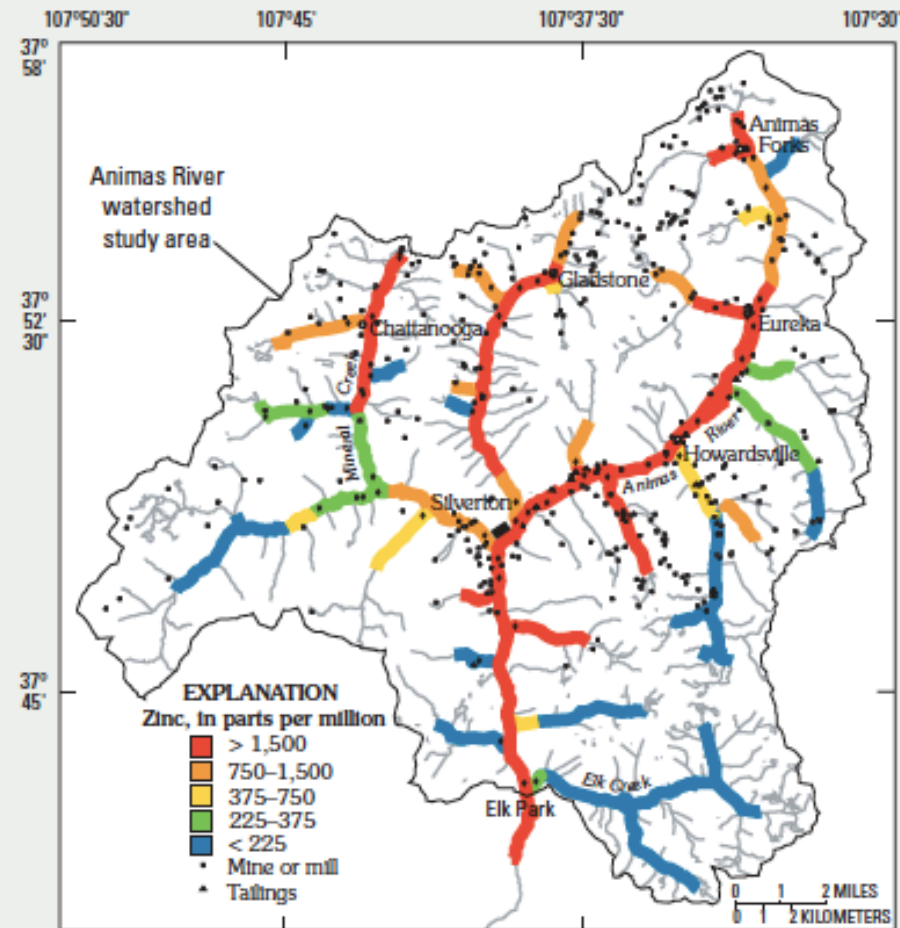 107°50'30"
107°45'
107°37'30"
107°30'
37°
58'
Animas
Forks
Animas River
watershed
study area
Gladstone
37°
52'
30"
Chattanooga
Eureka
Creek
Mineral
River
Howardsville
Animas
Silverton
37°
45'
EXPLANATION
Zinc, in parts per million
> 1,500
750–1,500
375–750
225–375
< 225
Mine or mill
Tailings
Elk Creek
Elk Park
0 1 2 MILES
0 1 2 KILOMETERS